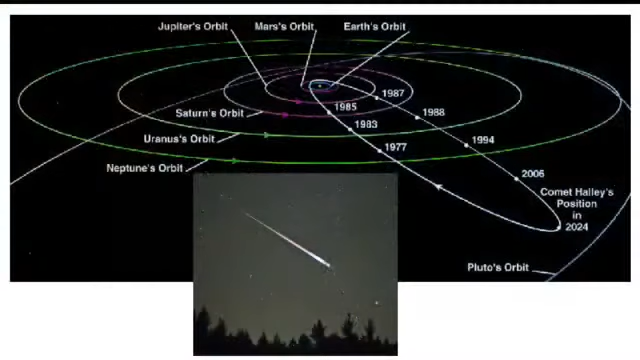 Jupiter's Orbit
Mars's Orbit
Earth's Orbit
1987
1985
Saturn's Orbit
1988
1983
Uranus's Orbit
1994
1977
Neptune's Orbit
2006
Comet Halley's
Position
in
2024
Pluto's Orbit